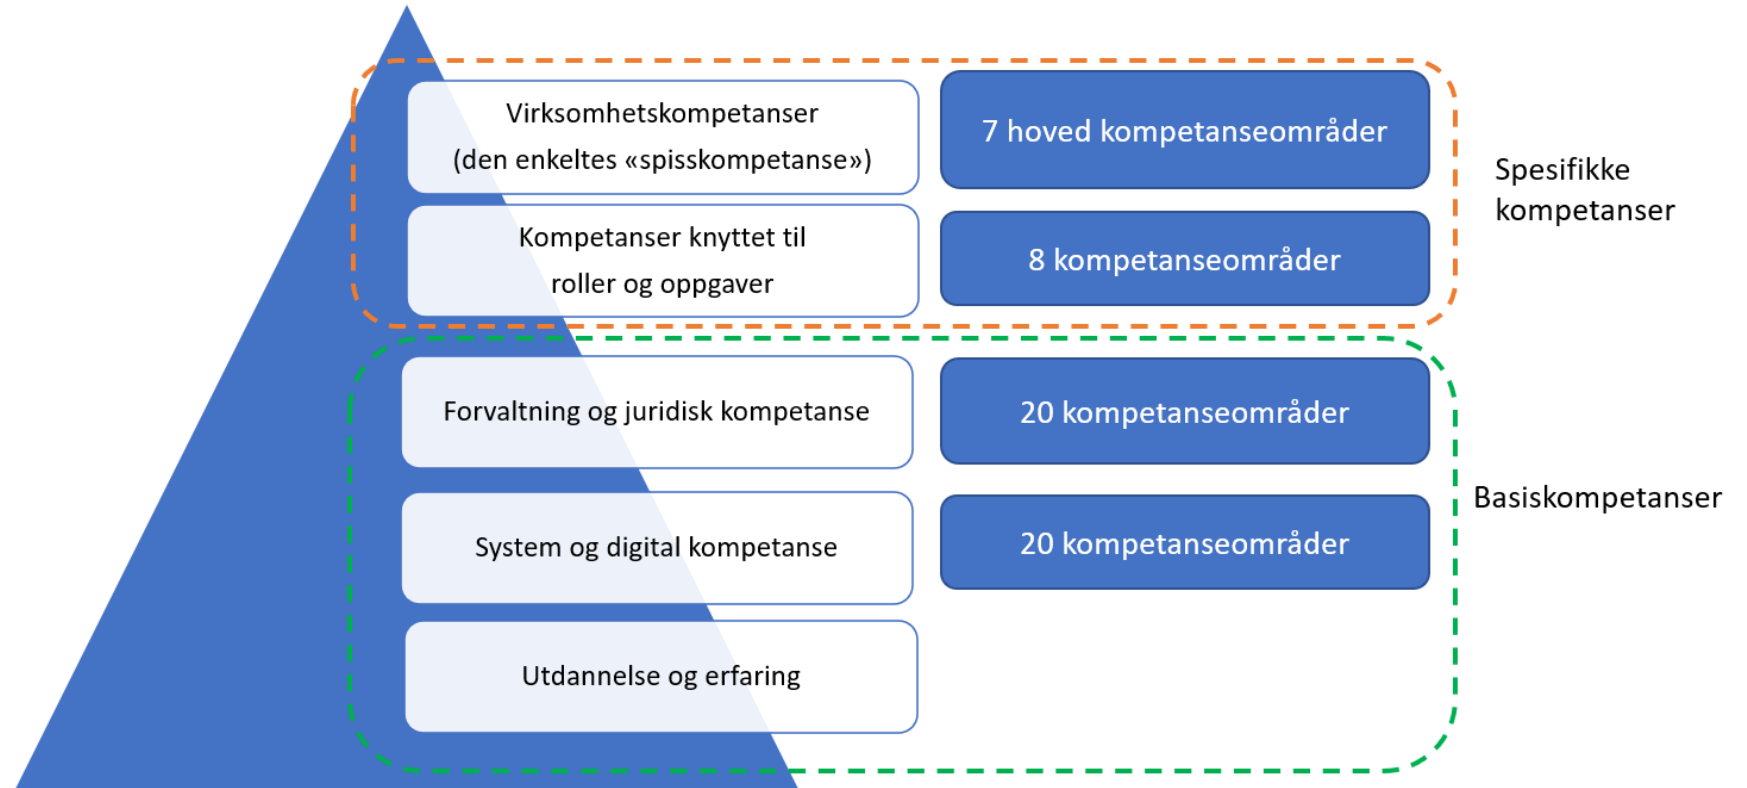 Virksomhetskompetanser
(den enkeltes «spisskompetanse»)
7 hoved kompetanseområder
Kompetanser knyttet til
roller og oppgaver
8 kompetanseområder
Spesifikke
kompetanser
Forvaltning og juridisk kompetanse
20 kompetanseområder
System og digital kompetanse
20 kompetanseområder
Utdannelse og erfaring
Basiskompetanser